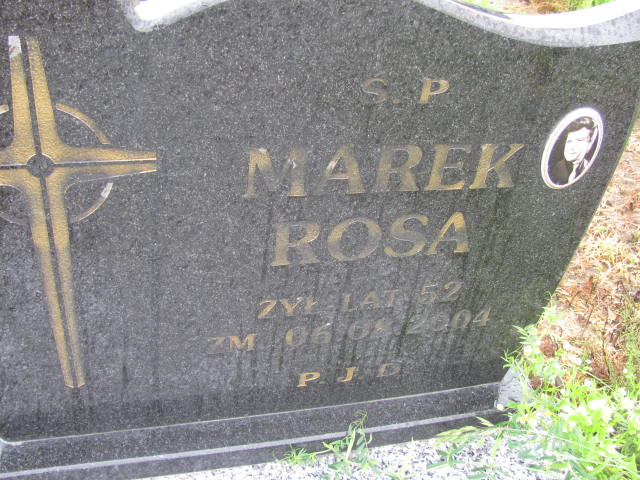 Ś. P
MAREK
ROSA
ŻYŁ LAT 52
ZM 2004
P. J. D.